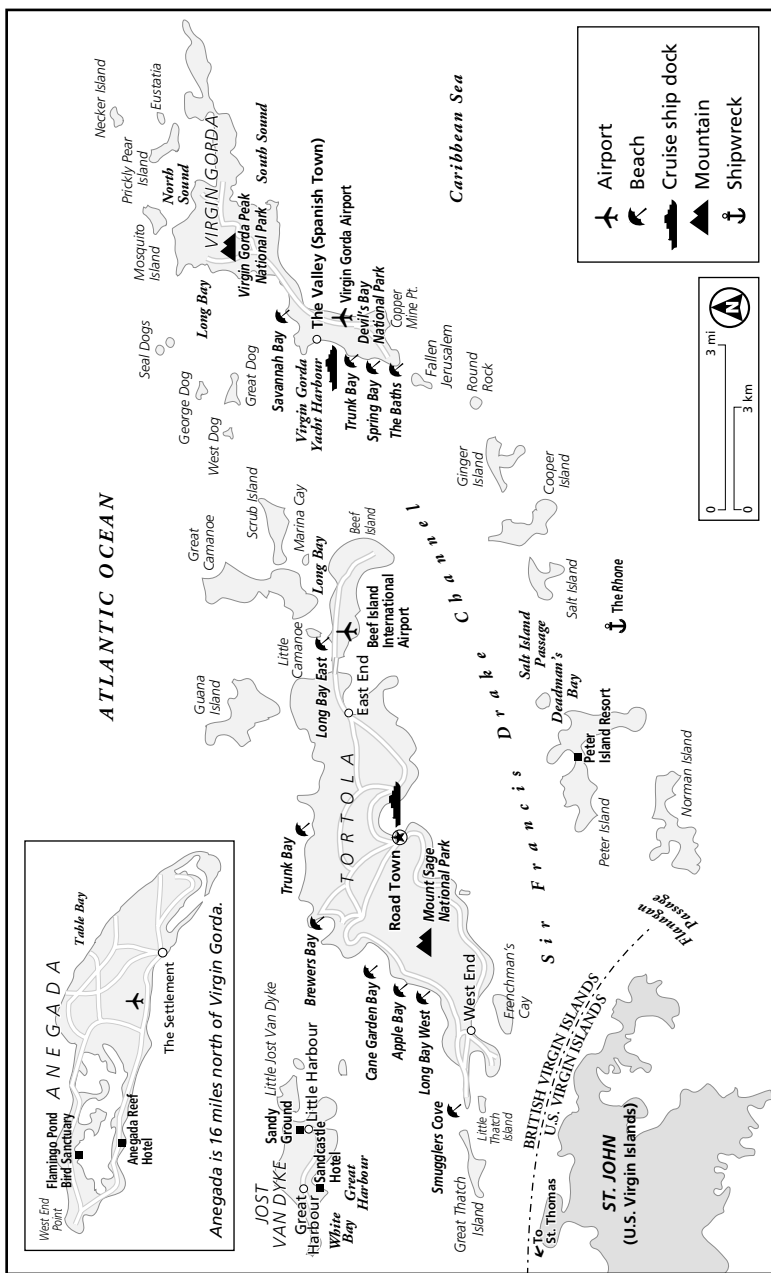 ATLANTIC OCEAN
Caribbean Sea
Sir Francis Drake Channel
ANEGADA
West End
Point
Flamingo Pond
Bird Sanctuary
Anegada Reef
Hotel
Table Bay
The Settlement
Anegada is 16 miles north of Virgin Gorda.
JOST
VAN DYKE
Great
Harbour
White
Bay
Great
Harbour
Sandcastle
Hotel
Sandy
Ground
Little Harbour
Little Jost Van Dyke
Smugglers Cove
Great Thatch
Island
Little
Thatch
Island
Frenchman's
Cay
West End
Long Bay West
Apple Bay
Cane Garden Bay
Brewers Bay
Trunk Bay
TORTOLA
Road Town
Mount Sage
National Park
East End
Long Bay East
Beef Island
International
Airport
Beef
Island
Long Bay
Little
Camanoe
Guana
Island
Great
Camanoe
Scrub Island
Marina Cay
West Dog
George Dog
Great Dog
Seal Dogs
Mosquito
Island
Prickly Pear
Island
Necker Island
Eustatia
North
Sound
VIRGIN GORDA
South Sound
Long Bay
Virgin Gorda Peak
National Park
Savannah Bay
The Valley (Spanish Town)
Virgin Gorda
Yacht Harbour
Virgin Gorda Airport
Trunk Bay
Devil's Bay
National Park
Spring Bay
The Baths
Copper
Mine Pt.
Fallen
Jerusalem
Round
Rock
Ginger
Island
Cooper
Island
Salt Island
Salt Island
Passage
The Rhone
Deadman's
Bay
Peter
Island Resort
Peter Island
Norman Island
Flanagan
Passage
BRITISH VIRGIN ISLANDS
U.S. VIRGIN ISLANDS
To
St. Thomas
ST. JOHN
(U.S. Virgin Islands)
Airport
Beach
Cruise ship dock
Mountain
Shipwreck
0
3 mi
0
3 km
N